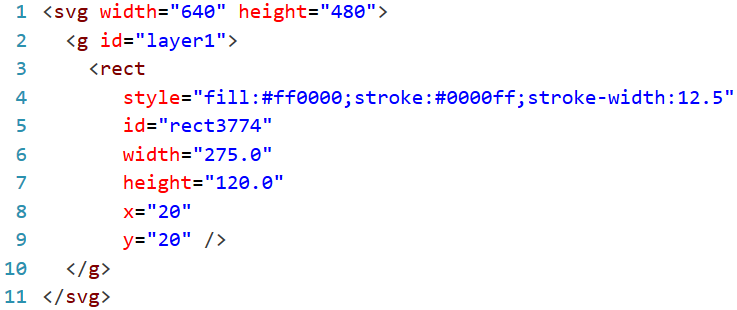 1 <svg width="640" height="480">
2   <g id="layer1">
3     <rect
4        style="fill:#ff0000;stroke:#0000ff;stroke-width:12.5"
5        id="rect3774"
6        width="275.0"
7        height="120.0"
8        x="20"
9        y="20" />
10   </g>
11 </svg>